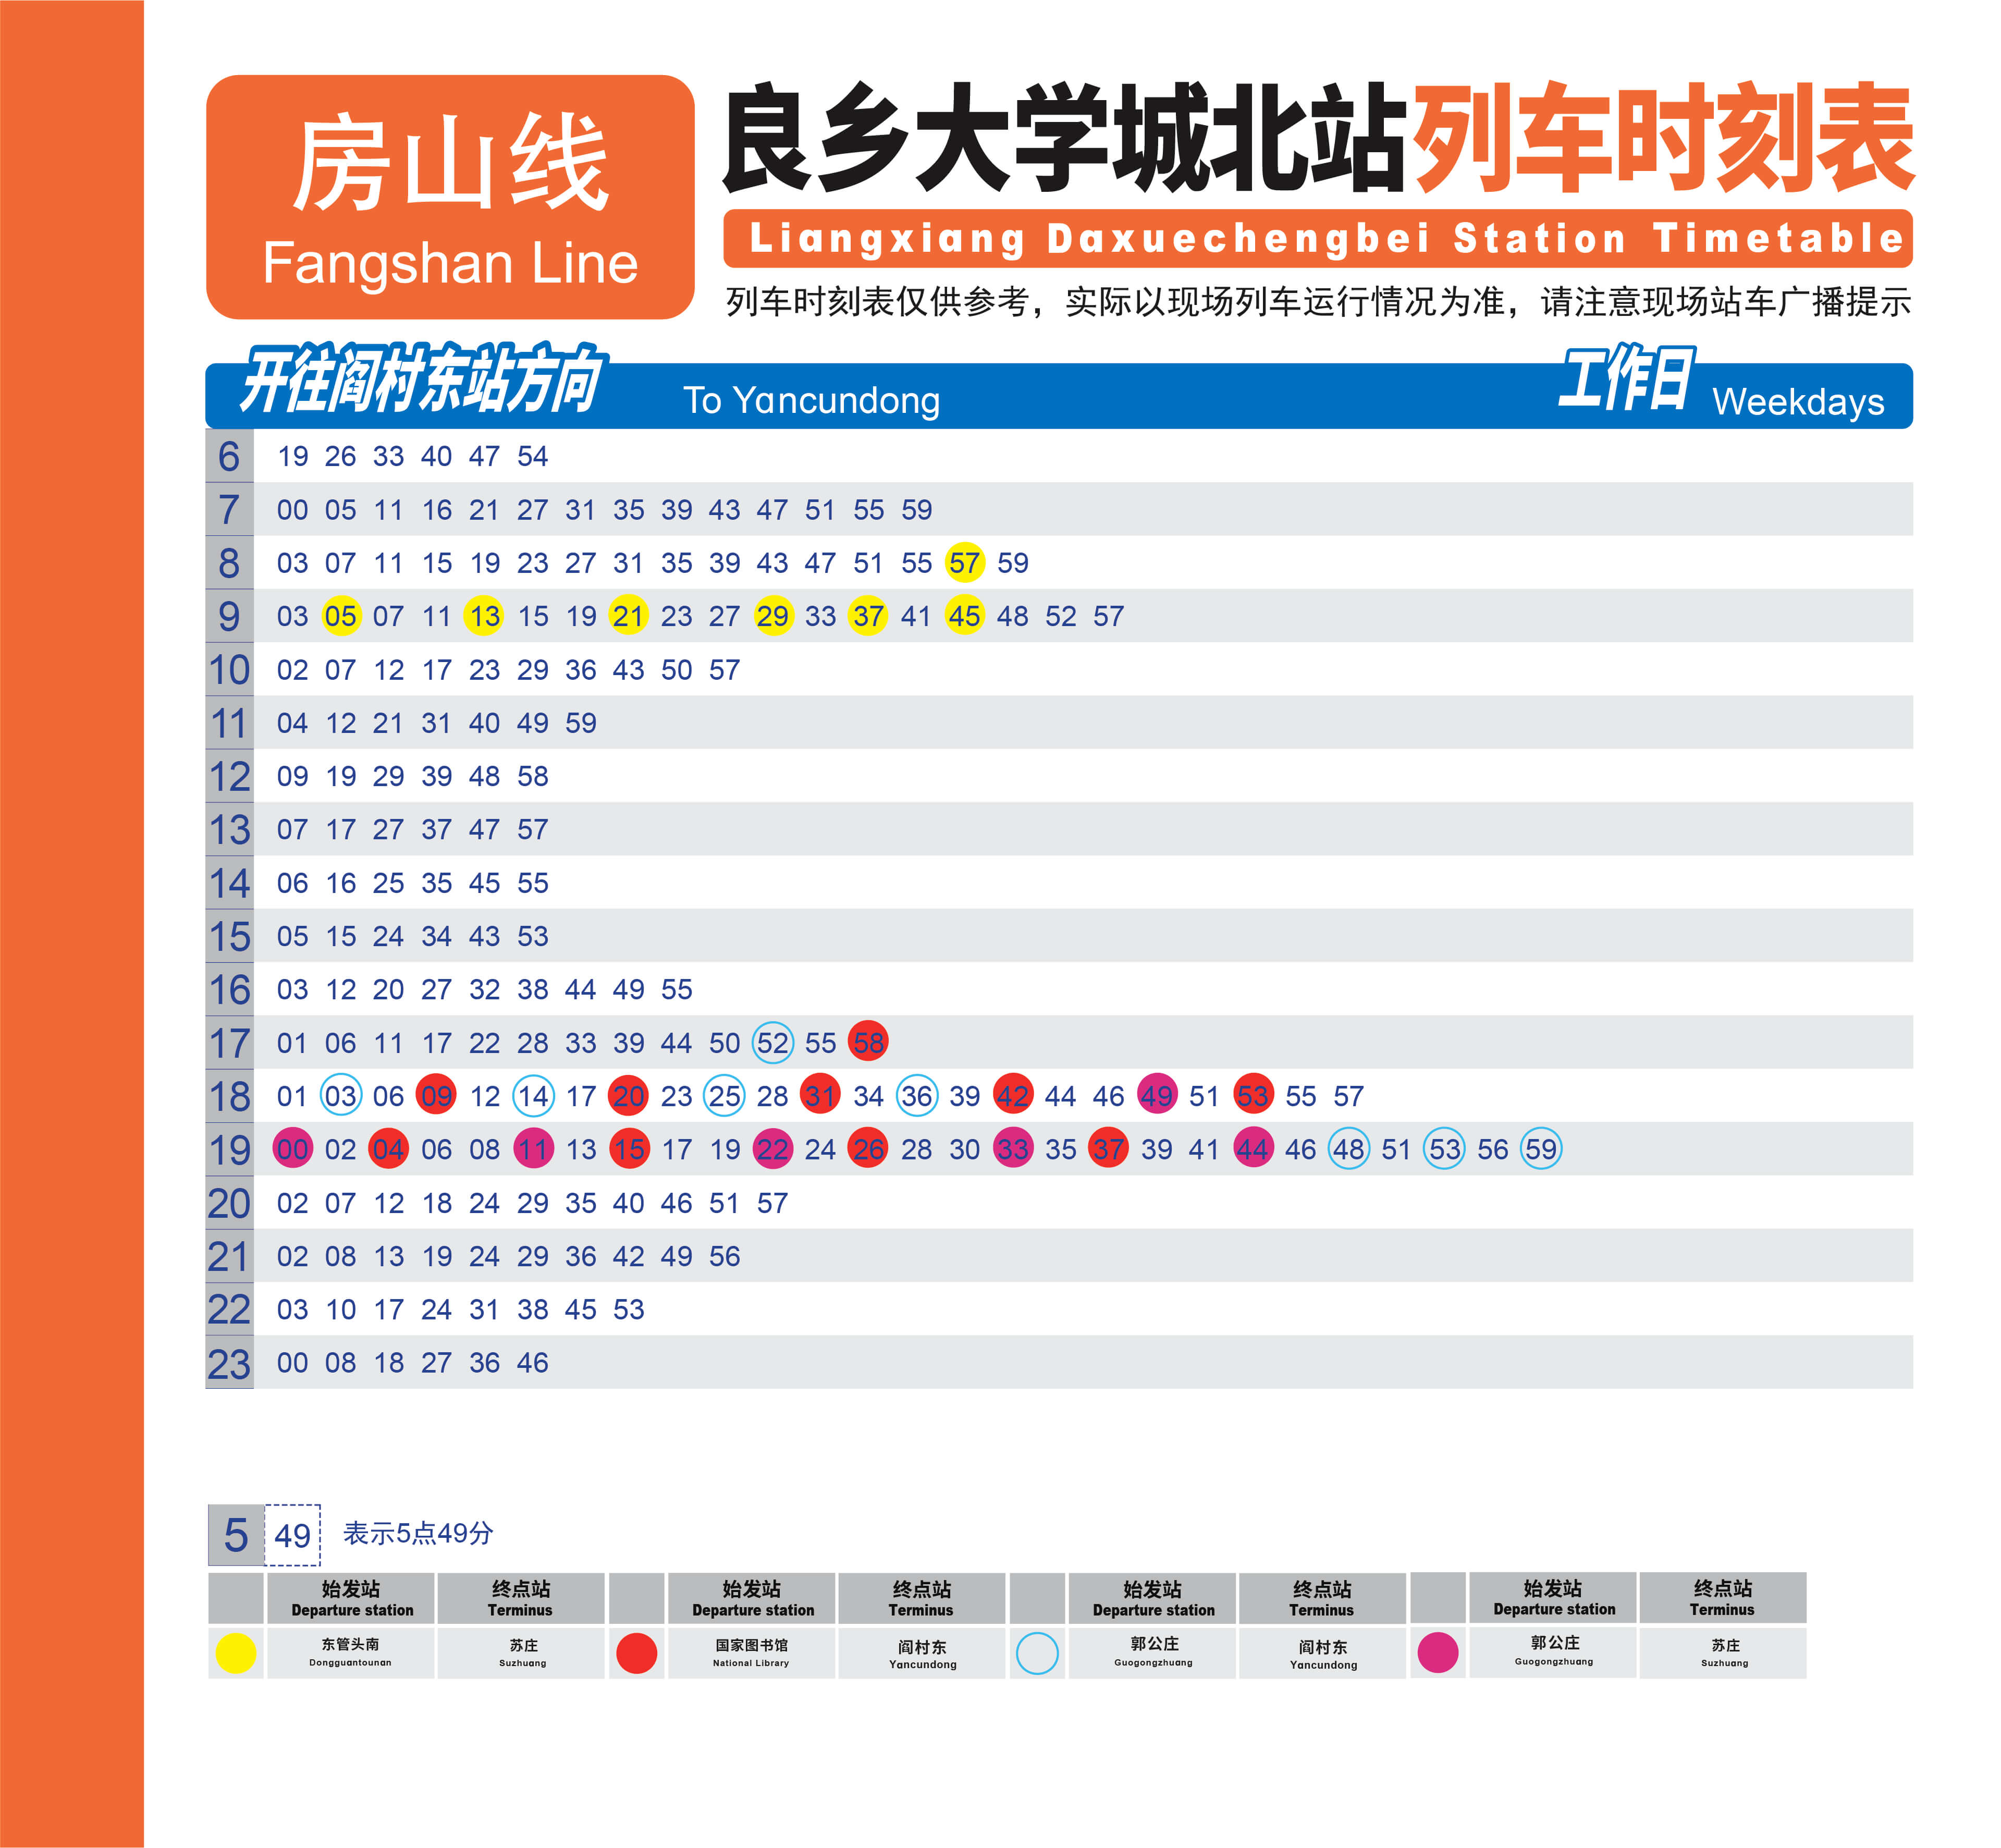 房山线
Fangshan Line
良乡大学城北站列车时刻表
Liangxiang Daxuechengbei Station Timetable
列车时刻表仅供参考，实际以现场列车运行情况为准，请注意现场站车广播提示
开往阎村东站方向 To Yancundong 工作日 Weekdays
6 19 26 33 40 47 54
7 00 05 11 16 21 27 31 35 39 43 47 51 55 59
8 03 07 11 15 19 23 27 31 35 39 43 47 51 55 57 59
9 03 05 07 11 13 15 19 21 23 27 29 33 37 41 45 48 52 57
10 02 07 12 17 23 29 36 43 50 57
11 04 12 21 31 40 49 59
12 09 19 29 39 48 58
13 07 17 27 37 47 57
14 06 16 25 35 45 55
15 05 15 24 34 43 53
16 03 12 20 27 32 38 44 49 55
17 01 06 11 17 22 28 33 39 44 50 52 55 58
18 01 03 06 09 12 14 17 20 23 25 28 31 34 36 39 42 44 46 49 51 53 55 57
19 00 02 04 06 08 11 13 15 17 19 22 24 26 28 30 33 35 37 39 41 44 46 48 51 53 56 59
20 02 07 12 18 24 29 35 40 46 51 57
21 02 08 13 19 24 29 36 42 49 56
22 03 10 17 24 31 38 45 53
23 00 08 18 27 36 46
5 49 表示5点49分
始发站 终点站 始发站 终点站 始发站 终点站 始发站 终点站
Departure station Terminus Departure station Terminus Departure station Terminus Departure station Terminus
东管头南 苏庄 国家图书馆 阎村东 郭公庄 阎村东 郭公庄 苏庄
Dongguantounan Suzhuang National Library Yancundong Guogongzhuang Yancundong Guogongzhuang Suzhuang